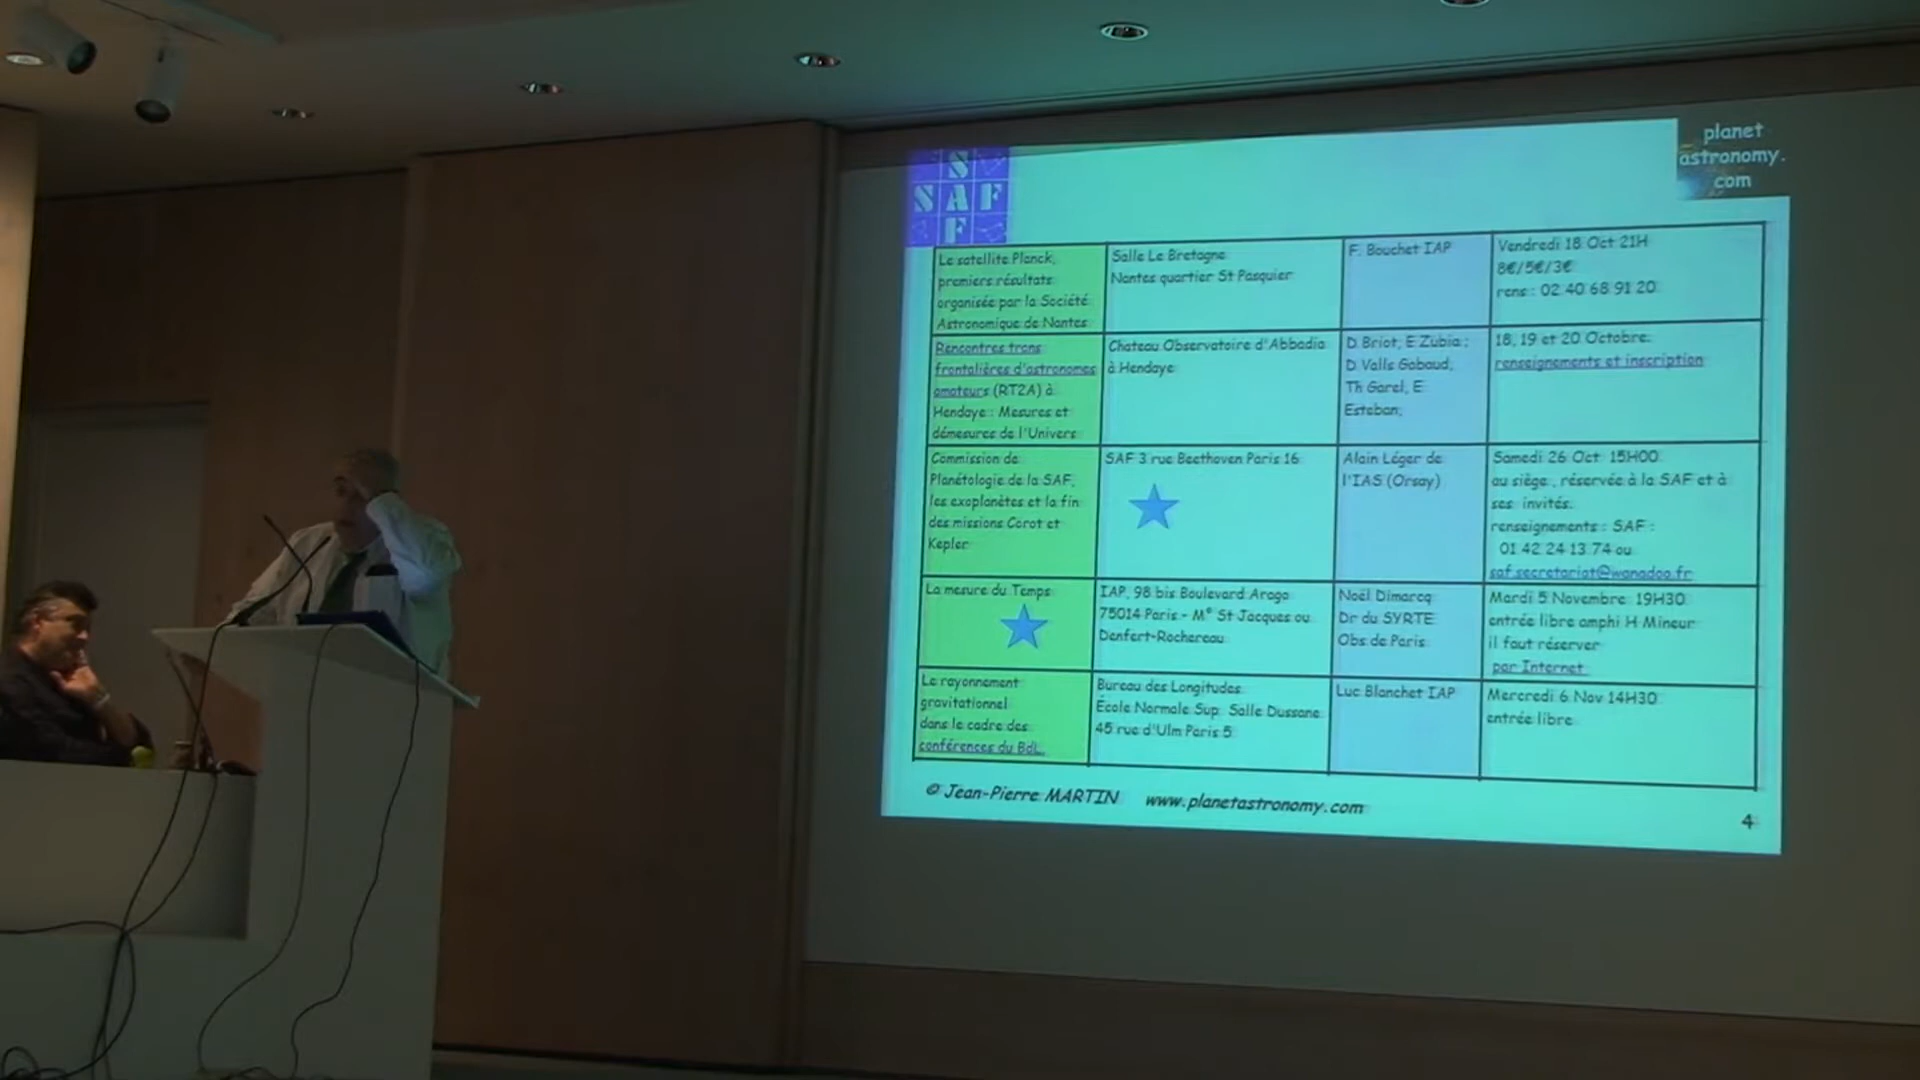 S
S A F
F
planet
astronomy.
com
Le satellite Planck,
premiers résultats
organisée par la Société
Astronomique de Nantes
Salle Le Bretagne
Nantes quartier St Pasquier
F. Bouchet IAP
Vendredi 18 Oct 21H
8€/5€/3€
rens : 02 40 68 91 20
Rencontres trans
frontalières d'astronomes
amateurs (RT2A) à
Hendaye : Mesures et
démesures de l'Univers
Chateau Observatoire d'Abbadia
à Hendaye
D Briot, E Zubia ;
D Valls Gabaud,
Th Garel, E
Esteban,
18, 19 et 20 Octobre.
renseignements et inscription
Commission de
Planétologie de la SAF,
les exoplanètes et la fin
des missions Corot et
Kepler
SAF 3 rue Beethoven Paris 16
Alain Léger de
l'IAS (Orsay)
Samedi 26 Oct 15H00
au siège , réservée à la SAF et à
ses invités.
renseignements : SAF :
01 42 24 13 74 ou
saf.secretariat@wanadoo.fr
La mesure du Temps
IAP, 98 bis Boulevard Arago
75014 Paris - M° St Jacques ou
Denfert-Rochereau
Noël Dimarcq
Dr du SYRTE
Obs de Paris
Mardi 5 Novembre 19H30
entrée libre amphi H Mineur
il faut réserver
par Internet
Le rayonnement
gravitationnel
dans le cadre des
conférences du BdL.
Bureau des Longitudes
École Normale Sup. Salle Dussane
45 rue d'Ulm Paris 5
Luc Blanchet IAP
Mercredi 6 Nov 14H30
entrée libre
© Jean-Pierre MARTIN www.planetastronomy.com
4